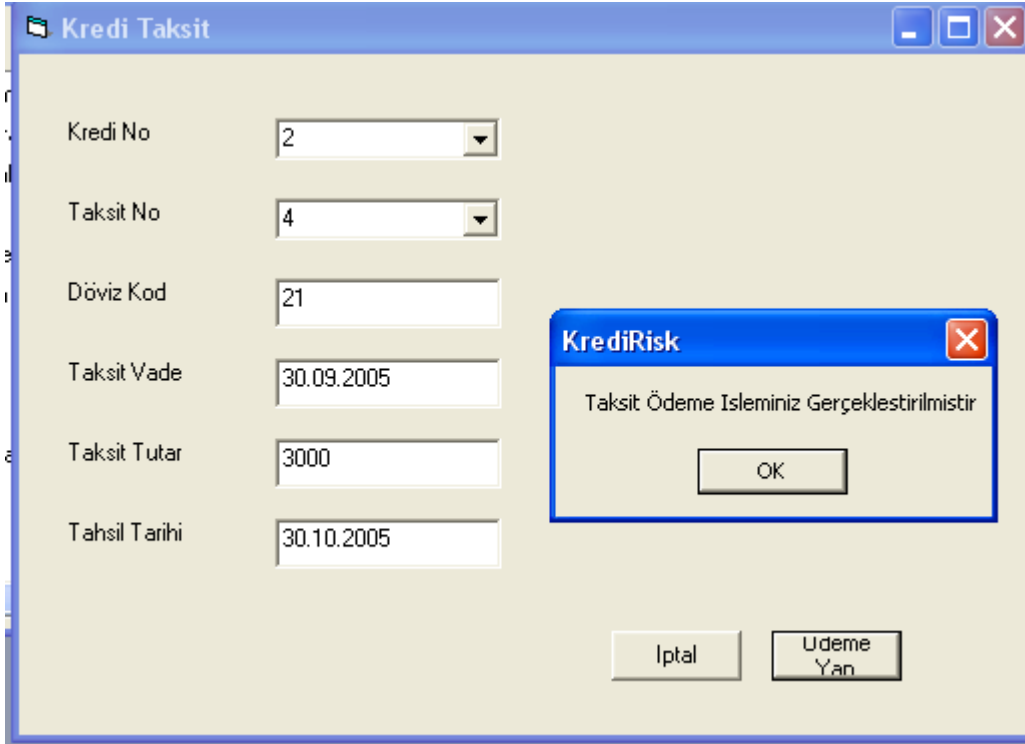 Kredi Taksit
Kredi No
2
Taksit No
4
Döviz Kod
21
Taksit Vade
30.09.2005
Taksit Tutar
3000
Tahsil Tarihi
30.10.2005
KrediRisk
Taksit Ödeme Isleminiz Gerçeklestirilmistir
OK
Iptal
Ödeme
Yap